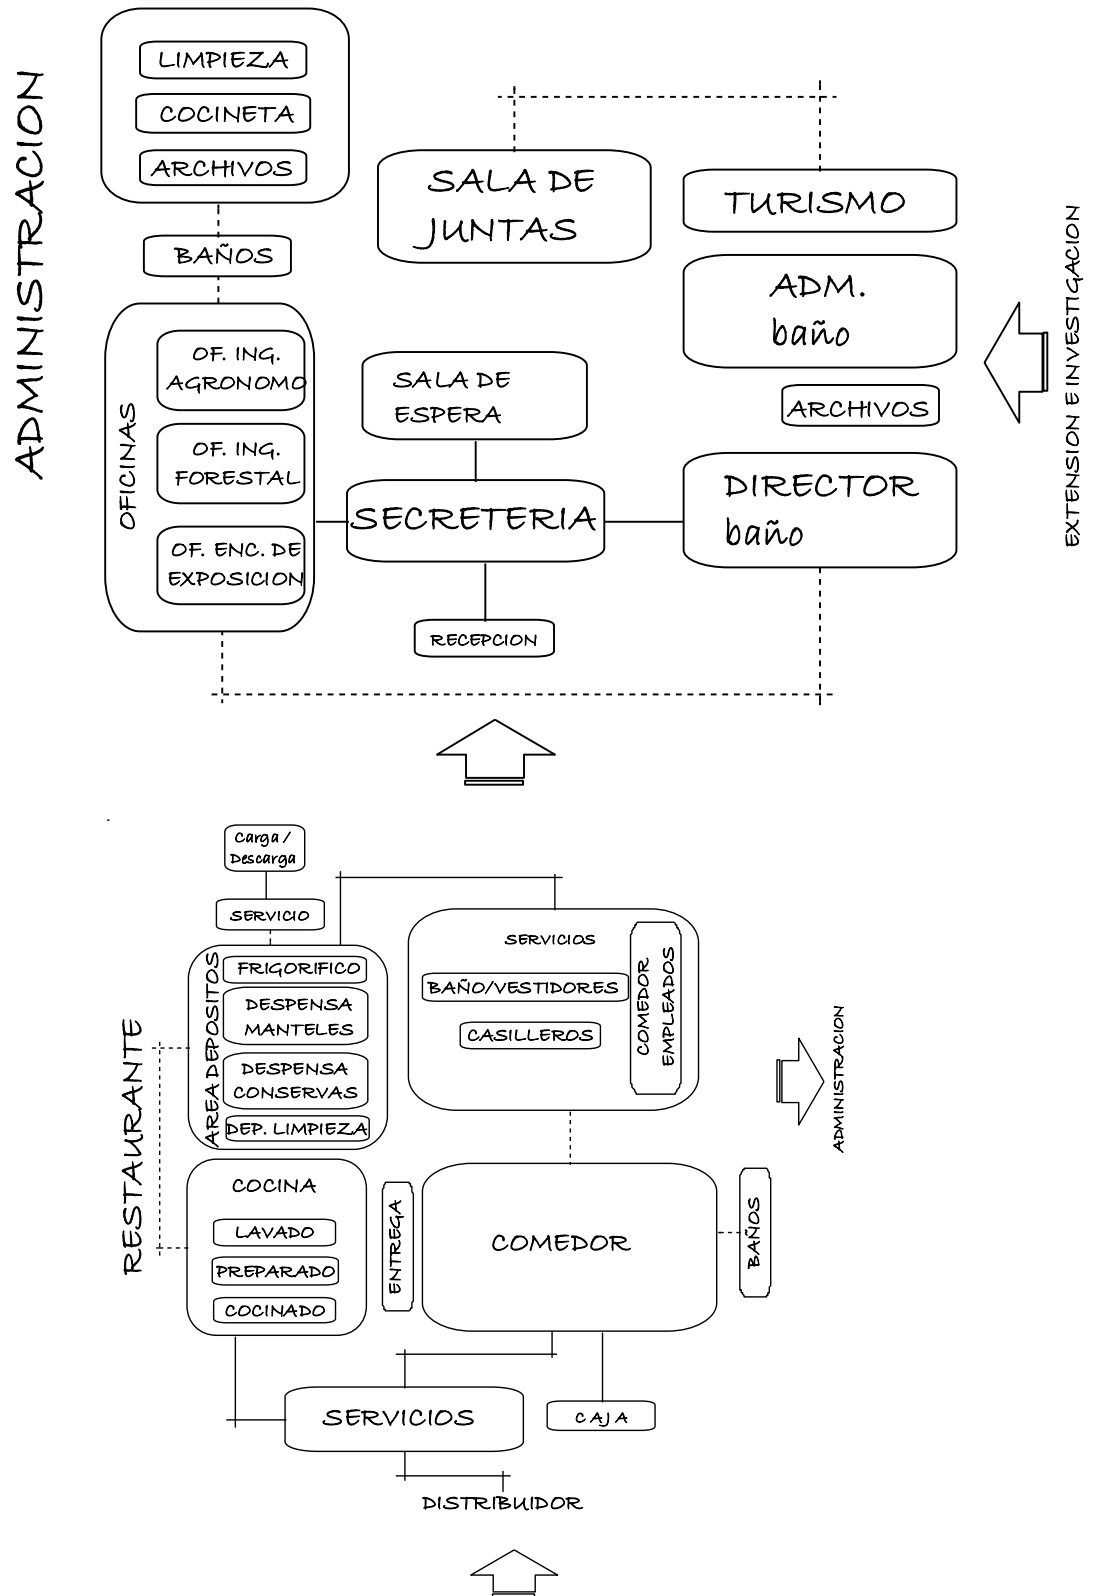 ADMINISTRACION
LIMPIEZA
COCINETA
ARCHIVOS
BAÑOS
OFICINAS
OF. ING.
AGRONOMO
OF. ING.
FORESTAL
OF. ENC. DE
EXPOSICION
SALA DE
JUNTAS
TURISMO
ADM.
baño
ARCHIVOS
SALA DE
ESPERA
SECRETERIA
DIRECTOR
baño
RECEPCION
EXTENSION E INVESTIGACION
RESTAURANTE
Carga /
Descarga
SERVICIO
AREA DEPOSITOS
FRIGORIFICO
DESPENSA
MANTELES
DESPENSA
CONSERVAS
DEP. LIMPIEZA
SERVICIOS
BAÑO/VESTIDORES
CASILLEROS
COMEDOR
EMPLEADOS
ADMINISTRACION
COCINA
LAVADO
PREPARADO
COCINADO
ENTREGA
COMEDOR
BAÑOS
SERVICIOS
CAJA
DISTRIBUIDOR